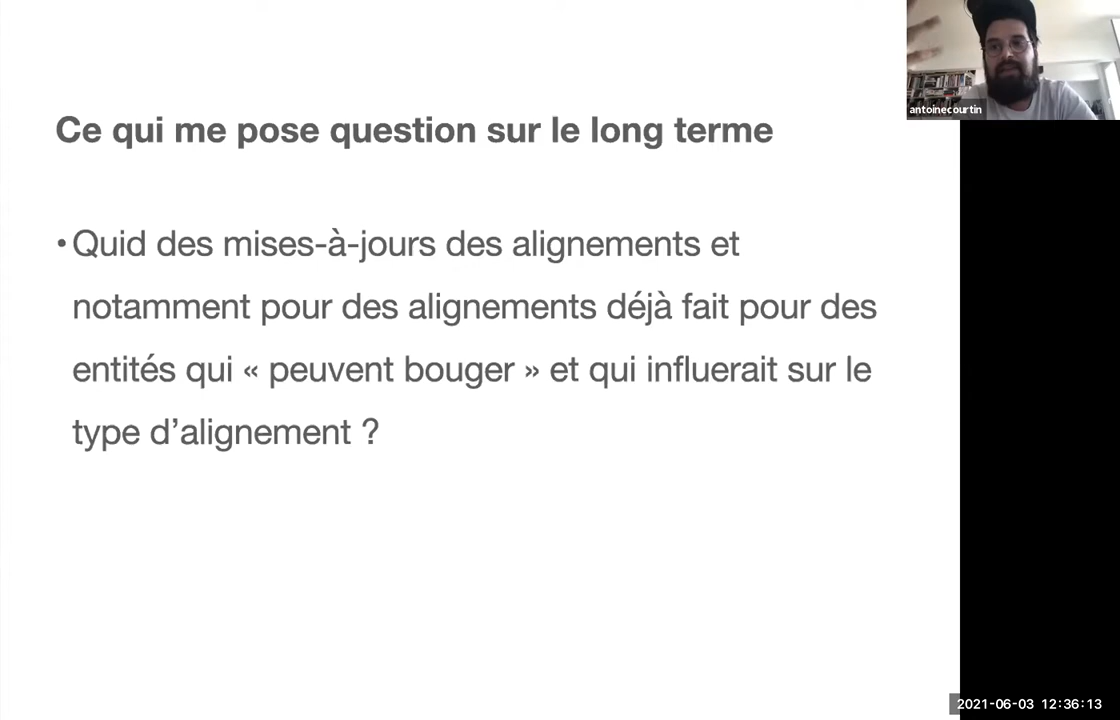 Ce qui me pose question sur le long terme
• Quid des mises-à-jours des alignements et
notamment pour des alignements déjà fait pour des
entités qui « peuvent bouger » et qui influerait sur le
type d’alignement ?
antoinecourtin
2021-06-03 12:36:13